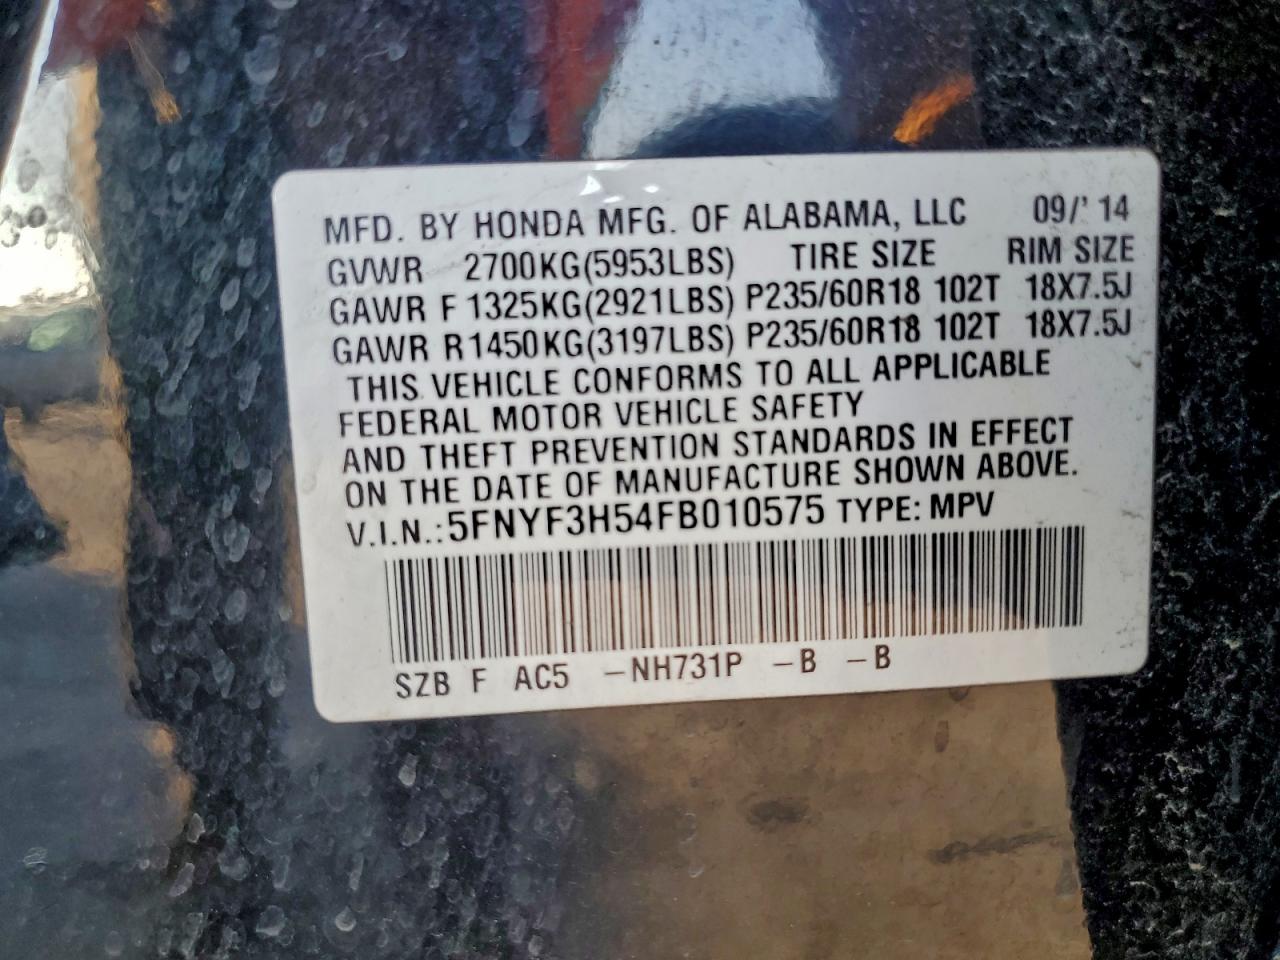 MFD. BY HONDA MFG. OF ALABAMA, LLC 09/' 14
GVWR 2700KG(5953LBS) TIRE SIZE RIM SIZE
GAWR F 1325KG(2921LBS) P235/60R18 102T 18X7.5J
GAWR R1450KG(3197LBS) P235/60R18 102T 18X7.5J
THIS VEHICLE CONFORMS TO ALL APPLICABLE
FEDERAL MOTOR VEHICLE SAFETY
AND THEFT PREVENTION STANDARDS IN EFFECT
ON THE DATE OF MANUFACTURE SHOWN ABOVE.
V.I.N.:5FNYF3H54FB010575 TYPE: MPV
SZB F AC5 -NH731P -B -B